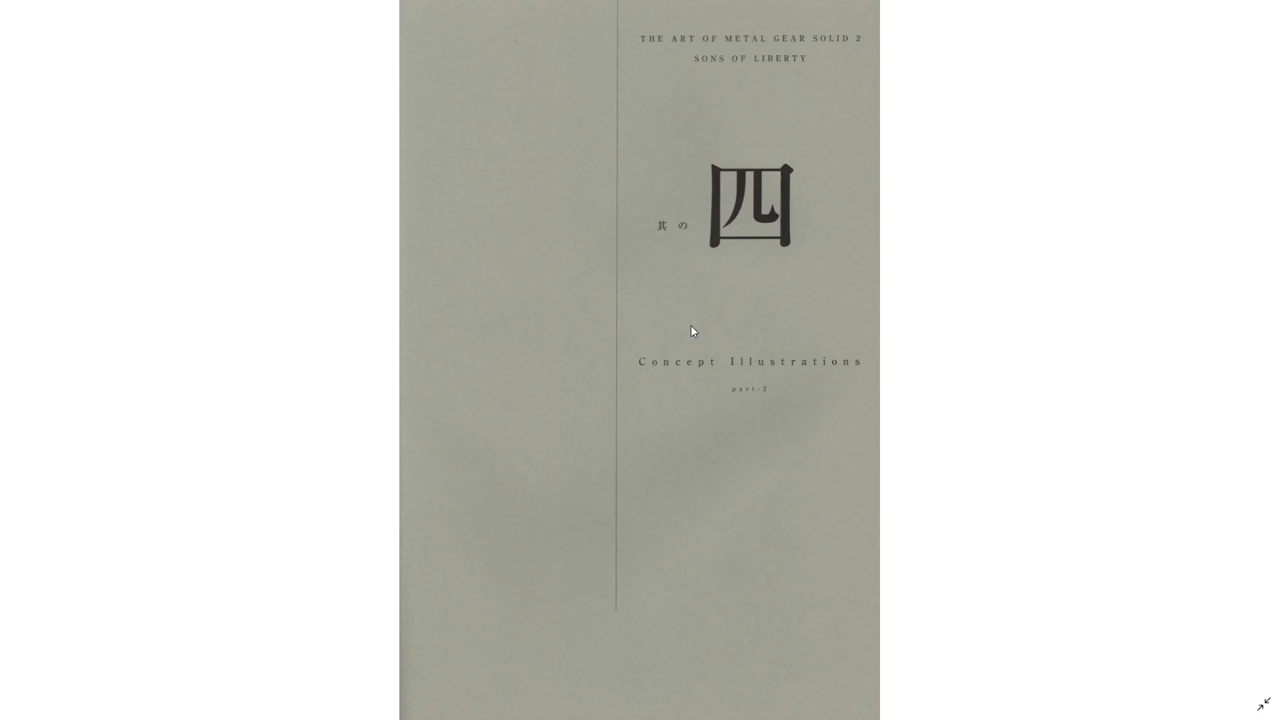 THE ART OF METAL GEAR SOLID 2
SONS OF LIBERTY
其の 四
Concept Illustrations
part-2